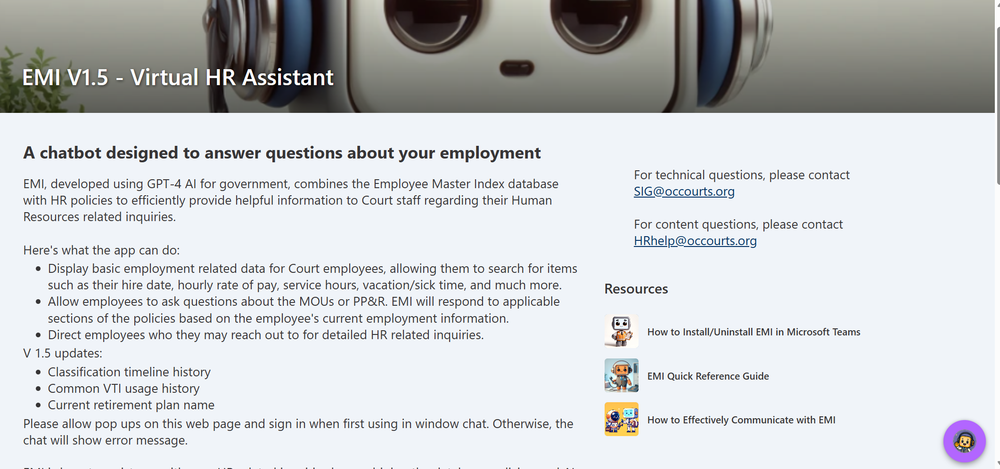 EMI V1.5 - Virtual HR Assistant
A chatbot designed to answer questions about your employment
EMI, developed using GPT-4 AI for government, combines the Employee Master Index database
with HR policies to efficiently provide helpful information to Court staff regarding their Human
Resources related inquiries.
Here's what the app can do:
• Display basic employment related data for Court employees, allowing them to search for items
such as their hire date, hourly rate of pay, service hours, vacation/sick time, and much more.
• Allow employees to ask questions about the MOUs or PP&R. EMI will respond to applicable
sections of the policies based on the employee's current employment information.
• Direct employees who they may reach out to for detailed HR related inquiries.
V 1.5 updates:
• Classification timeline history
• Common VTI usage history
• Current retirement plan name
Please allow pop ups on this web page and sign in when first using in window chat. Otherwise, the
chat will show error message.
For technical questions, please contact
SIG@occourts.org
For content questions, please contact
HRhelp@occourts.org
Resources
How to Install/Uninstall EMI in Microsoft Teams
EMI Quick Reference Guide
How to Effectively Communicate with EMI